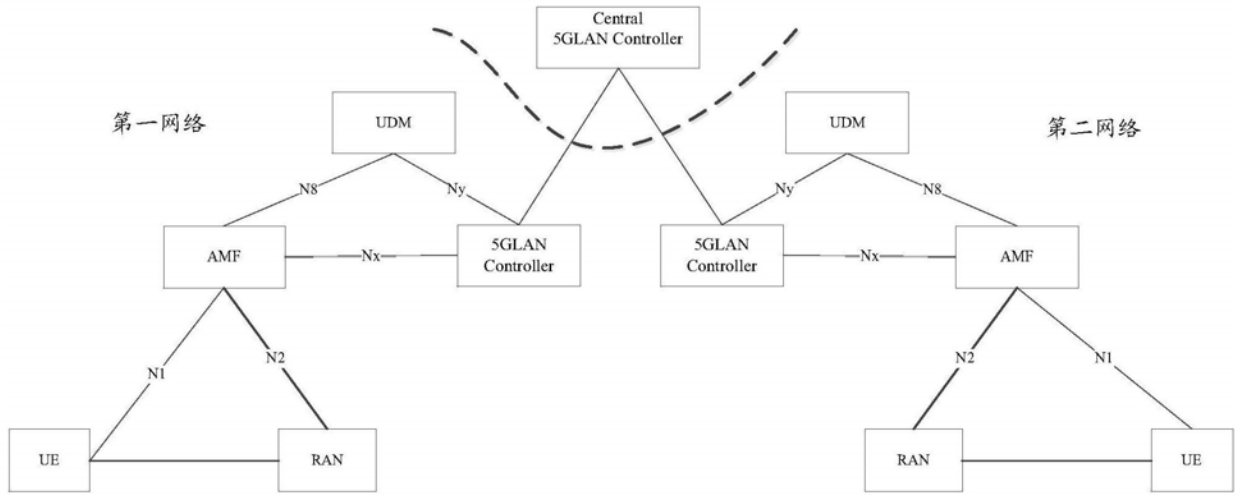 Central
5GLAN Controller
第一网络
UDM
UDM
第二网络
N8
Ny
Ny
N8
AMF
Nx
5GLAN
Controller
5GLAN
Controller
Nx
AMF
N1
N2
N2
N1
UE
RAN
RAN
UE